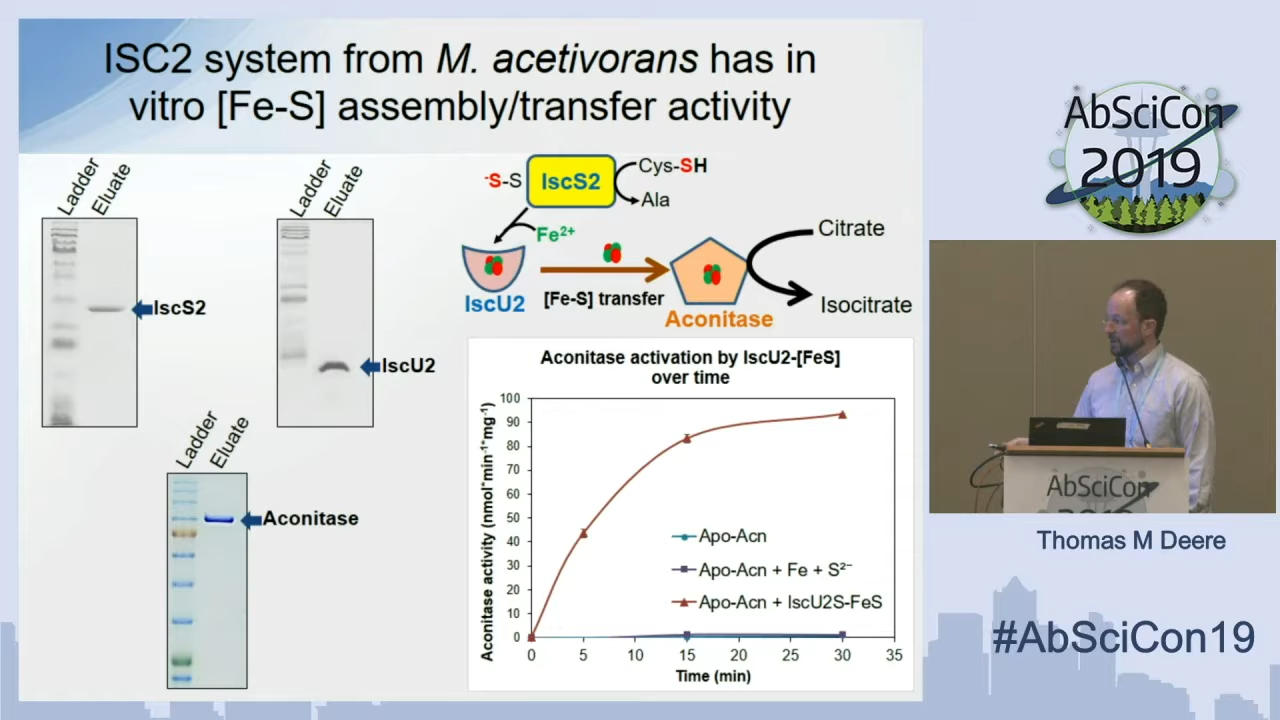 ISC2 system from M. acetivorans has in
vitro [Fe-S] assembly/transfer activity
Ladder
Eluate
IscS2
Ladder
Eluate
IscU2
Ladder
Eluate
Aconitase
⁻S-S
IscS2
Cys-SH
Ala
Fe²⁺
IscU2
[Fe-S] transfer
Aconitase
Citrate
Isocitrate
Aconitase activation by IscU2-[FeS]
over time
Aconitase activity (nmol*min⁻¹*mg⁻¹)
100
90
80
70
60
50
40
30
20
10
0
Apo-Acn
Apo-Acn + Fe + S²⁻
Apo-Acn + IscU2S-FeS
0 5 10 15 20 25 30 35
Time (min)
AbSciCon
2019
AbSciCon
2019
Thomas M Deere
#AbSciCon19